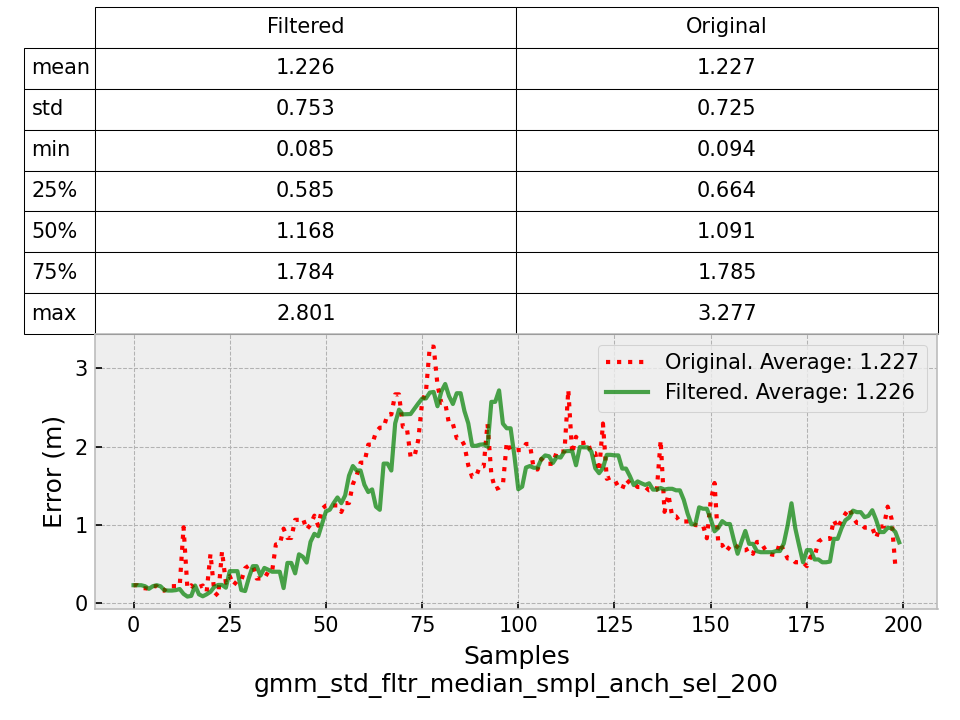 Filtered Original
mean 1.226 1.227
std 0.753 0.725
min 0.085 0.094
25% 0.585 0.664
50% 1.168 1.091
75% 1.784 1.785
max 2.801 3.277
Original. Average: 1.227
Filtered. Average: 1.226
Error (m)
3
2
1
0
0 25 50 75 100 125 150 175 200
Samples
gmm_std_fltr_median_smpl_anch_sel_200